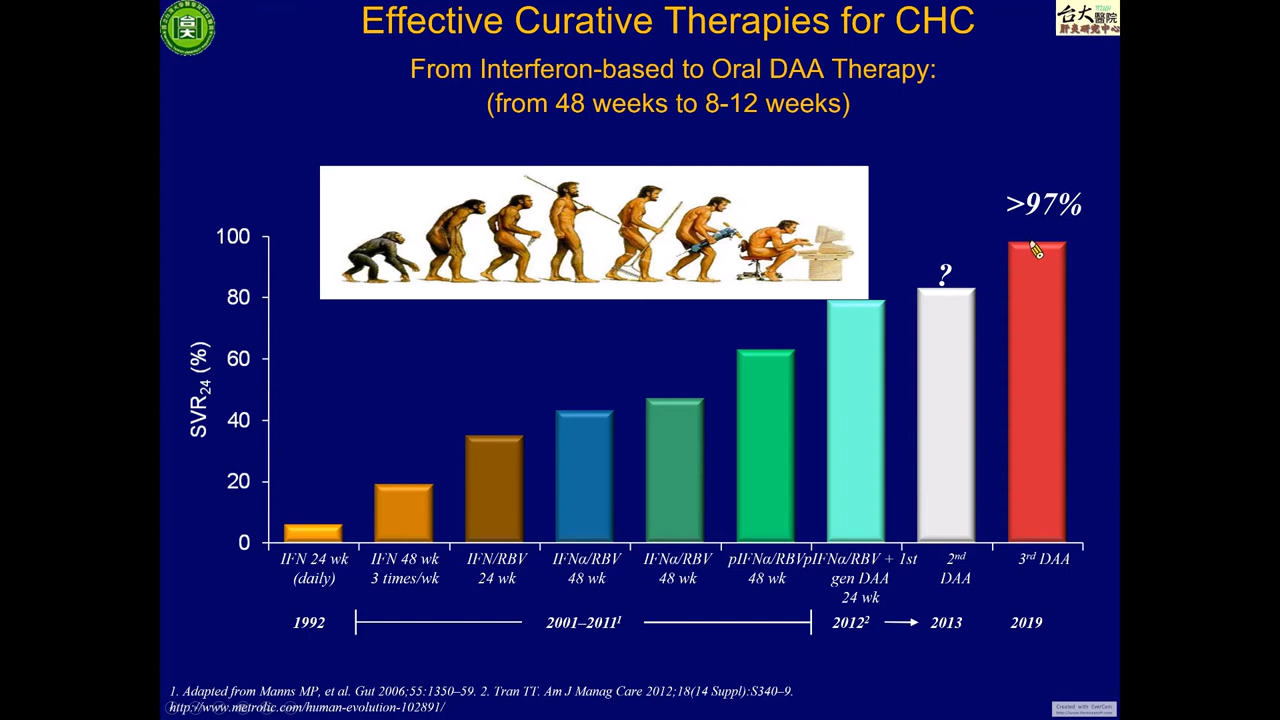 Effective Curative Therapies for CHC
台大醫院
肝炎研究中心
From Interferon-based to Oral DAA Therapy:
(from 48 weeks to 8-12 weeks)
>97%
?
SVR24 (%)
100
80
60
40
20
0
IFN 24 wk
(daily)
IFN 48 wk
3 times/wk
IFN/RBV
24 wk
IFNα/RBV
48 wk
IFNα/RBV
48 wk
pIFNα/RBV
48 wk
pIFNα/RBV + 1st
gen DAA
24 wk
2nd
DAA
3rd DAA
1992
2001–2011¹
2012²
2013
2019
1. Adapted from Manns MP, et al. Gut 2006;55:1350–59. 2. Tran TT. Am J Manag Care 2012;18(14 Suppl):S340–9.
http://www.metrolic.com/human-evolution-102891/
Created with EverCam